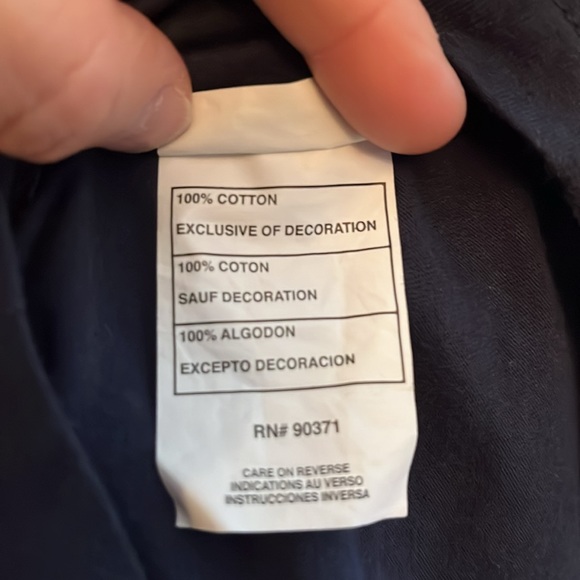 100% COTTON
EXCLUSIVE OF DECORATION
100% COTON
SAUF DECORATION
100% ALGODON
EXCEPTO DECORACION
RN# 90371
CARE ON REVERSE
INDICATIONS AU VERSO
INSTRUCCIONES INVERSA